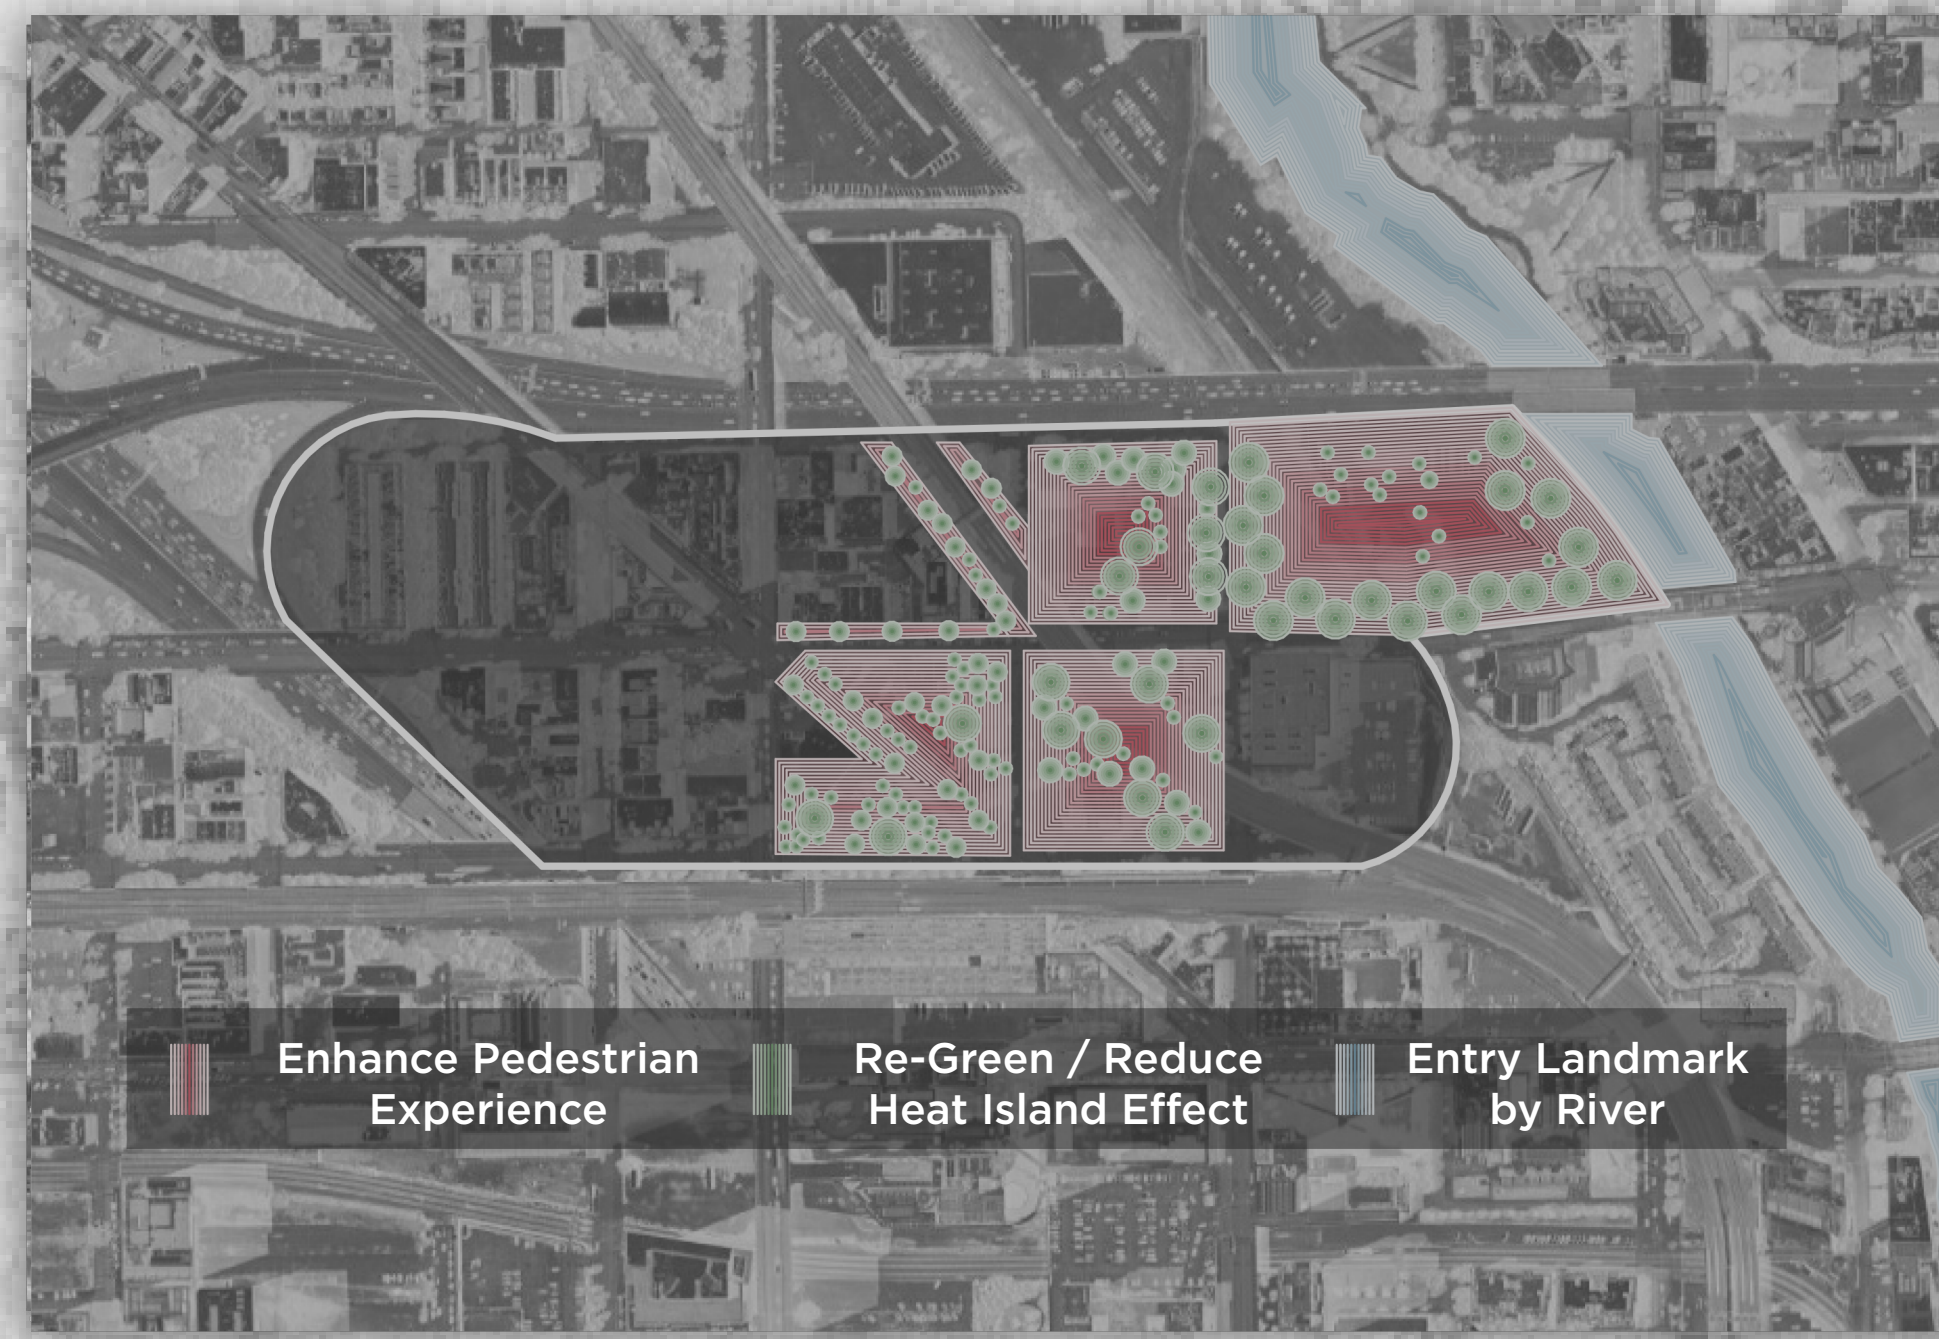 Enhance Pedestrian
Experience
Re-Green / Reduce
Heat Island Effect
Entry Landmark
by River